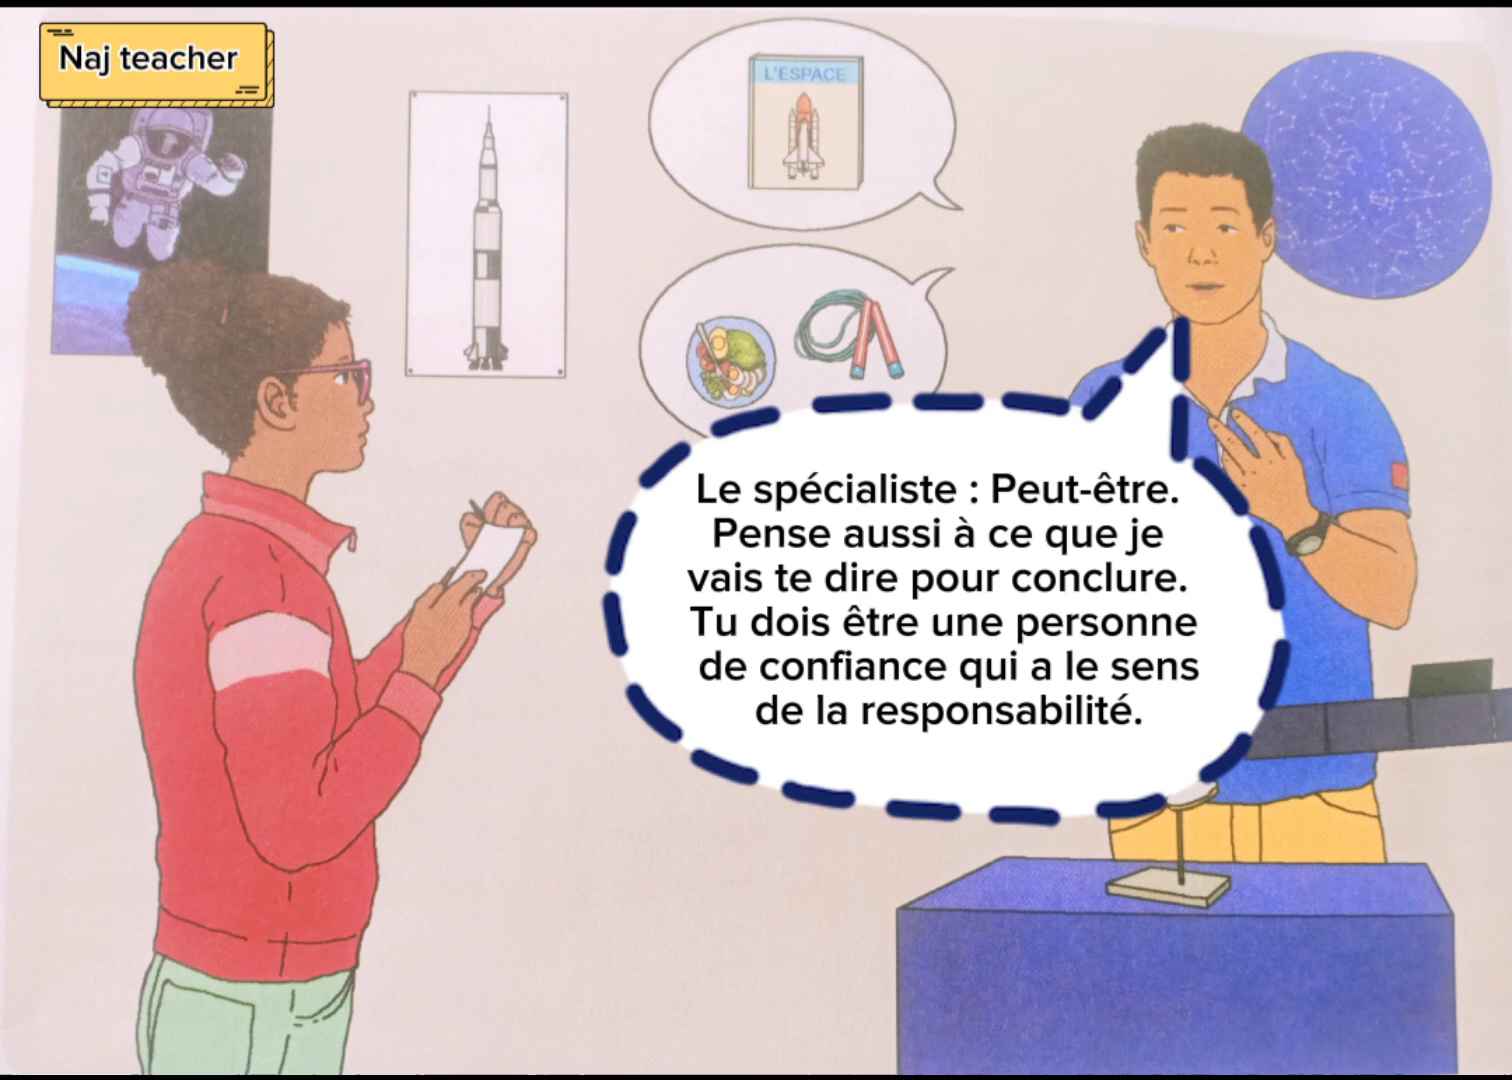 Naj teacher
L'ESPACE
Le spécialiste : Peut-être.
Pense aussi à ce que je
vais te dire pour conclure.
Tu dois être une personne
de confiance qui a le sens
de la responsabilité.